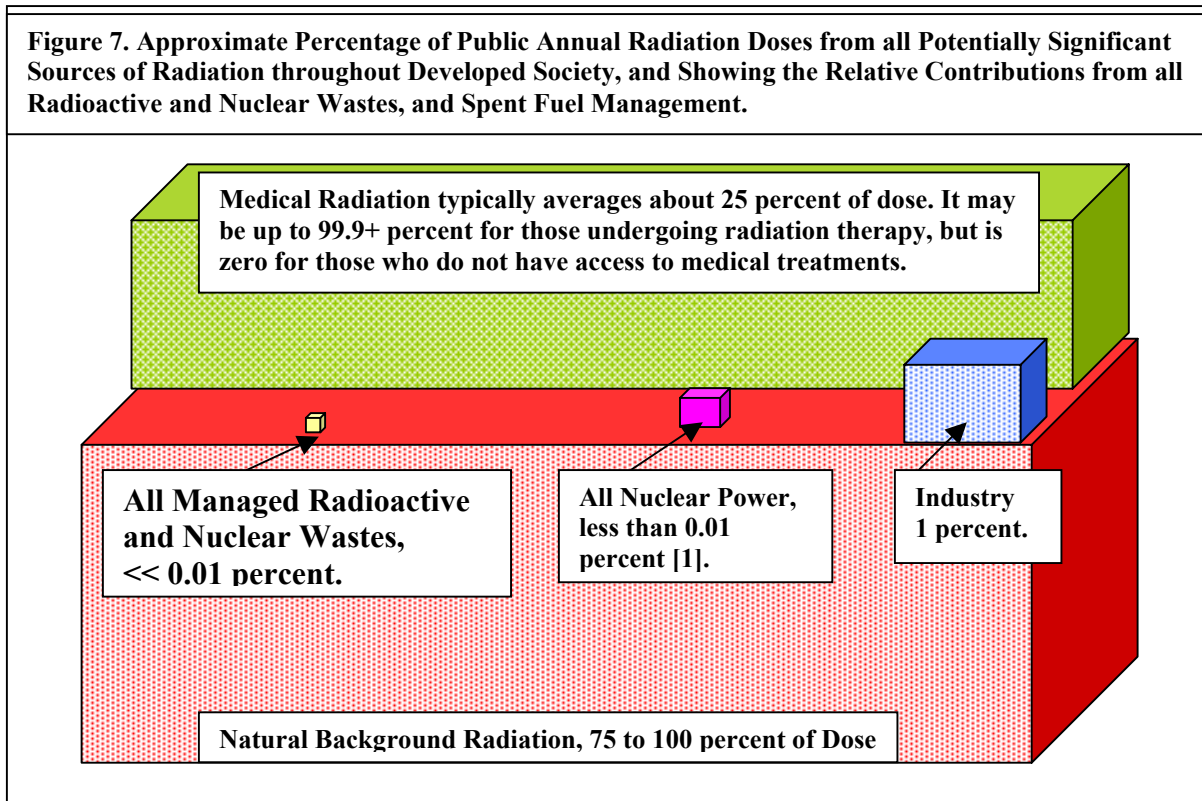 Figure 7. Approximate Percentage of Public Annual Radiation Doses from all Potentially Significant
Sources of Radiation throughout Developed Society, and Showing the Relative Contributions from all
Radioactive and Nuclear Wastes, and Spent Fuel Management.
Medical Radiation typically averages about 25 percent of dose. It may
be up to 99.9+ percent for those undergoing radiation therapy, but is
zero for those who do not have access to medical treatments.
All Managed Radioactive
and Nuclear Wastes,
<< 0.01 percent.
All Nuclear Power,
less than 0.01
percent [1].
Industry
1 percent.
Natural Background Radiation, 75 to 100 percent of Dose